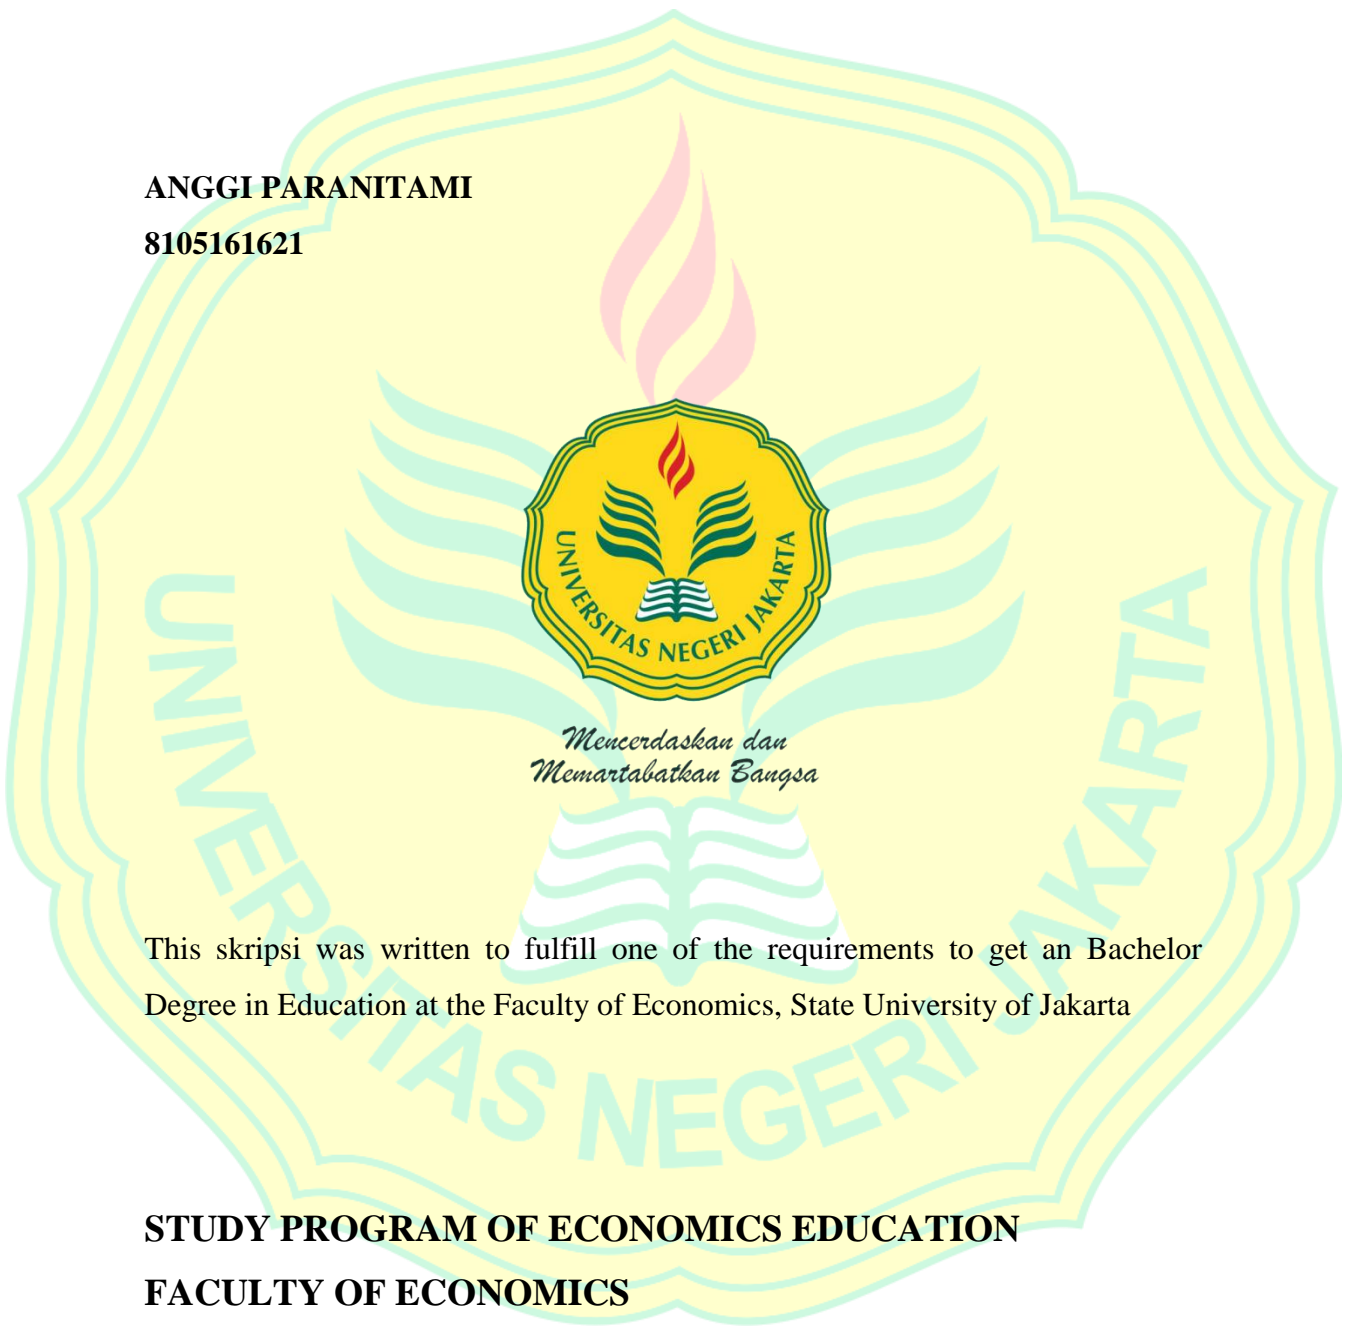 ANGGI PARANITAMI
8105161621
UNIVERSITAS NEGERI JAKARTA
Mencerdaskan dan
Memartabatkan Bangsa
This skripsi was written to fulfill one of the requirements to get an Bachelor
Degree in Education at the Faculty of Economics, State University of Jakarta
UNIVERSITAS NEGERI JAKARTA
STUDY PROGRAM OF ECONOMICS EDUCATION
FACULTY OF ECONOMICS